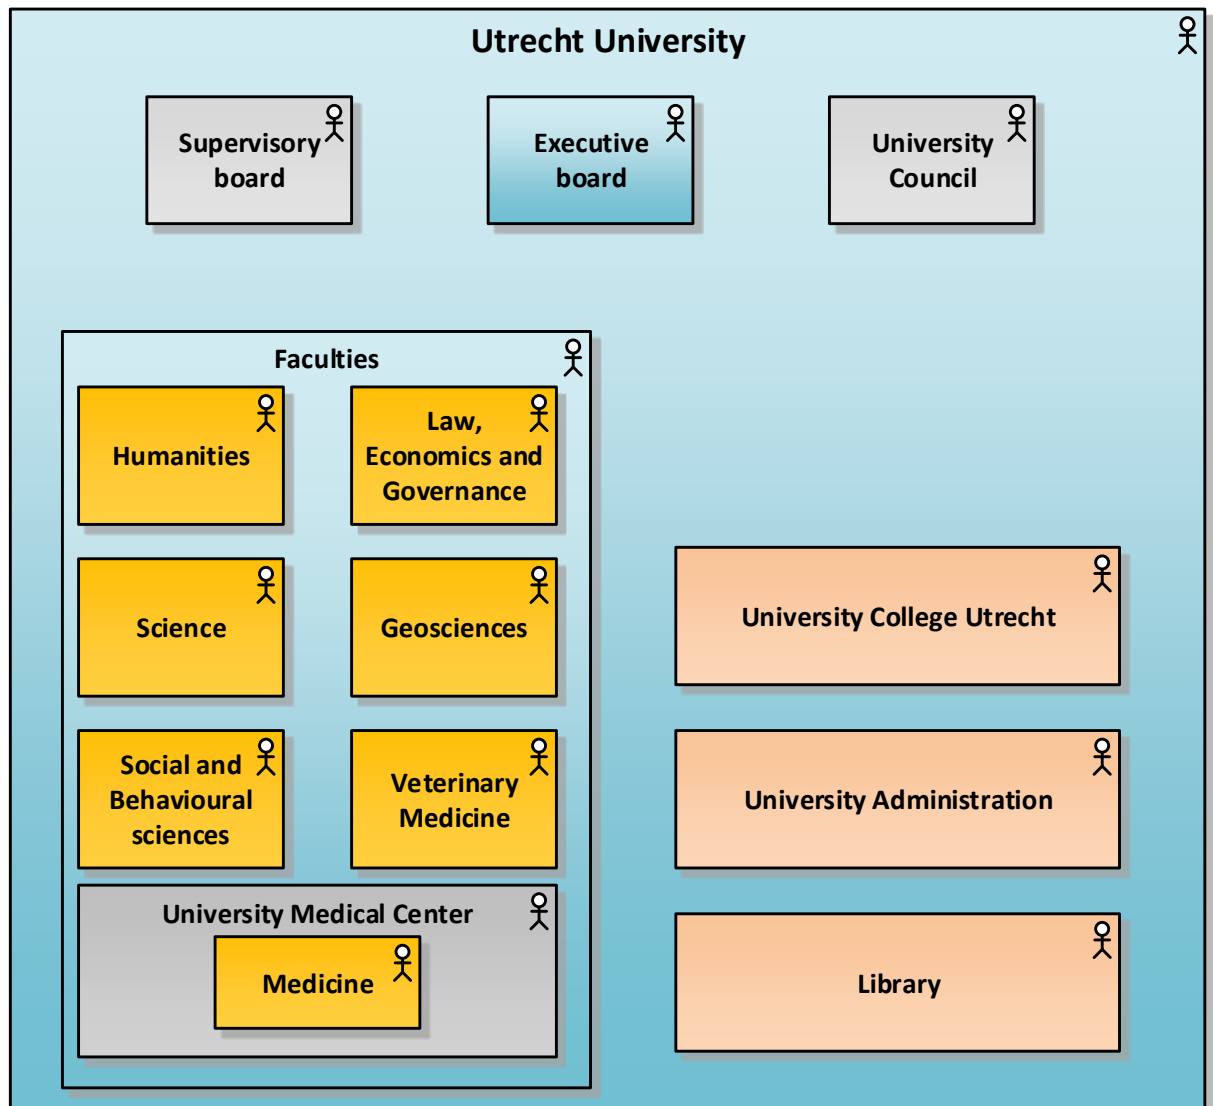 Utrecht University
Supervisory
board
Executive
board
University
Council
Faculties
Humanities
Law,
Economics and
Governance
Science
Geosciences
Social and
Behavioural
sciences
Veterinary
Medicine
University Medical Center
Medicine
University College Utrecht
University Administration
Library